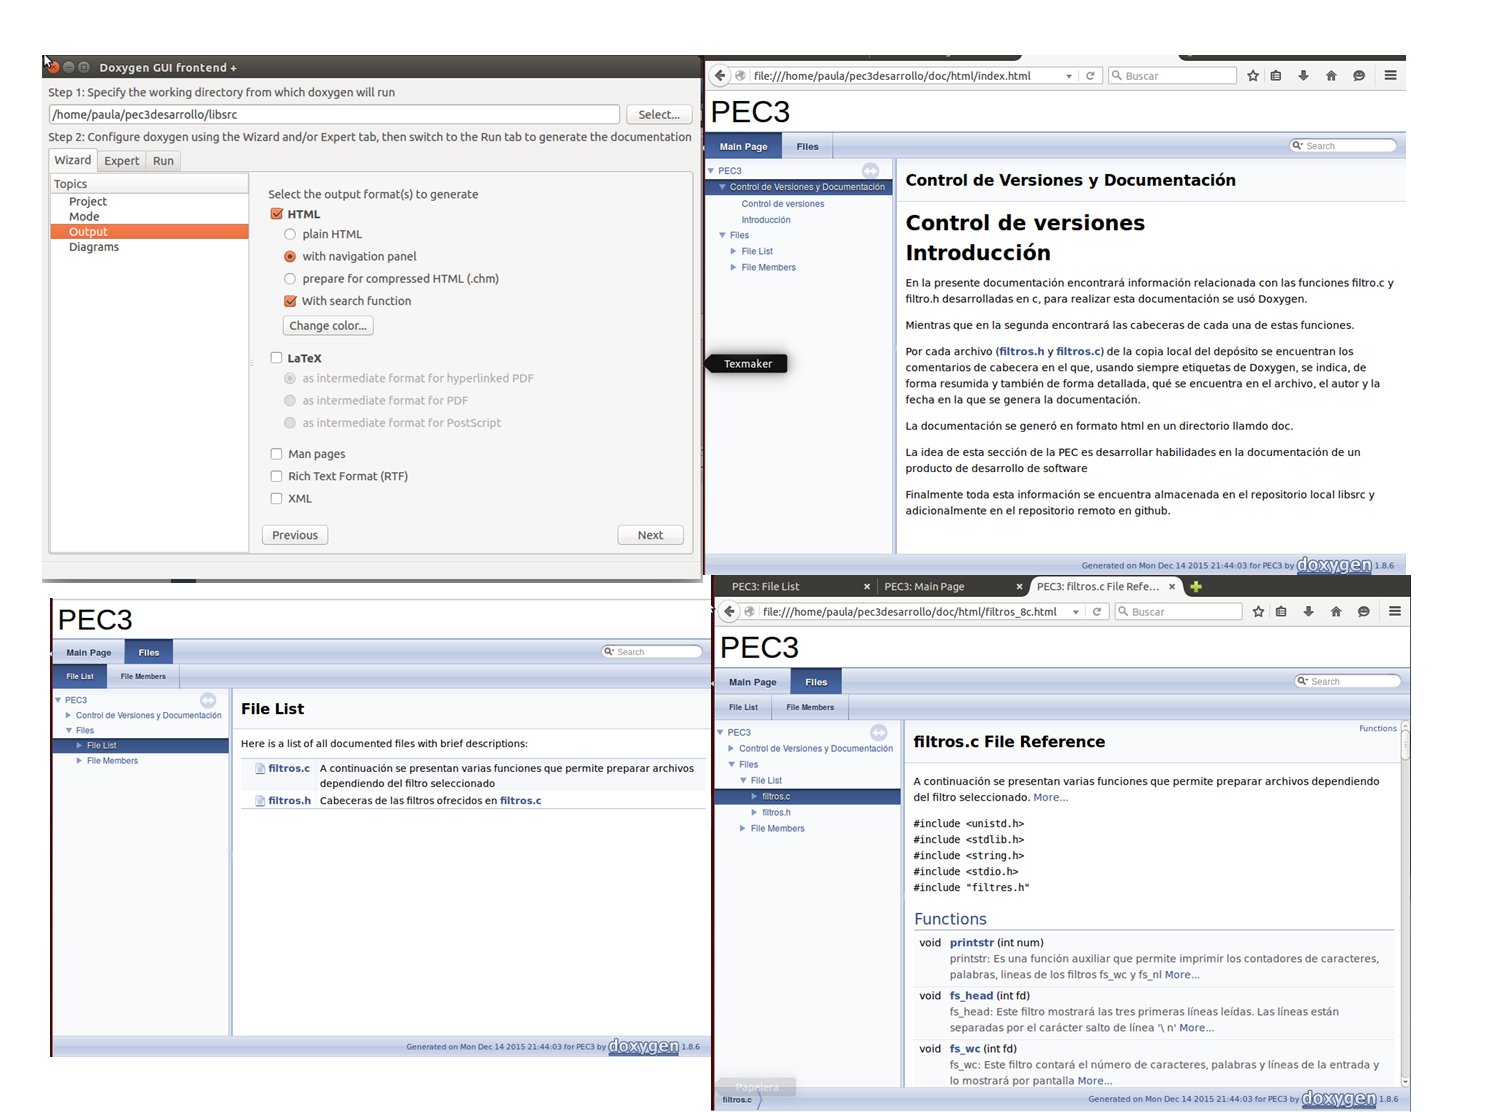 Doxygen GUI frontend +
Step 1: Specify the working directory from which doxygen will run
/home/paula/pec3desarrollo/libsrc
Select...
Step 2: Configure doxygen using the Wizard and/or Expert tab, then switch to the Run tab to generate the documentation
Wizard
Expert
Run
Topics
Project
Mode
Output
Diagrams
Select the output format(s) to generate
HTML
plain HTML
with navigation panel
prepare for compressed HTML (.chm)
With search function
Change color...
LaTeX
as intermediate format for hyperlinked PDF
as intermediate format for PDF
as intermediate format for PostScript
Man pages
Rich Text Format (RTF)
XML
Previous
Next
file:///home/paula/pec3desarrollo/doc/html/index.html
Buscar
PEC3
Main Page
Files
Search
PEC3
Control de Versiones y Documentación
Control de versiones
Introducción
Files
File List
File Members
Texmaker
Control de Versiones y Documentación
Control de versiones
Introducción
En la presente documentación encontrará información relacionada con las funciones filtro.c y
filtro.h desarrolladas en c, para realizar esta documentación se usó Doxygen.
Mientras que en la segunda encontrará las cabeceras de cada una de estas funciones.
Por cada archivo (filtros.h y filtros.c) de la copia local del depósito se encuentran los
comentarios de cabecera en el que, usando siempre etiquetas de Doxygen, se indica, de
forma resumida y también de forma detallada, qué se encuentra en el archivo, el autor y la
fecha en la que se genera la documentación.
La documentación se generó en formato html en un directorio llamdo doc.
La idea de esta sección de la PEC es desarrollar habilidades en la documentación de un
producto de desarrollo de software
Finalmente toda esta información se encuentra almacenada en el repositorio local libsrc y
adicionalmente en el repositorio remoto en github.
Generated on Mon Dec 14 2015 21:44:03 for PEC3 by doxygen 1.8.6
PEC3
Main Page
Files
Search
File List
File Members
PEC3
Control de Versiones y Documentación
Files
File List
File Members
File List
Here is a list of all documented files with brief descriptions:
filtros.c A continuación se presentan varias funciones que permite preparar archivos
dependiendo del filtro seleccionado
filtros.h Cabeceras de las filtros ofrecidos en filtros.c
Generated on Mon Dec 14 2015 21:44:03 for PEC3 by doxygen 1.8.6
PEC3: File List
PEC3: Main Page
PEC3: filtros.c File Refe...
file:///home/paula/pec3desarrollo/doc/html/filtros_8c.html
Buscar
PEC3
Main Page
Files
Search
File List
File Members
PEC3
Control de Versiones y Documentación
Files
File List
filtros.c
filtros.h
File Members
Functions
filtros.c File Reference
A continuación se presentan varias funciones que permite preparar archivos dependiendo
del filtro seleccionado. More...
#include <unistd.h>
#include <stdlib.h>
#include <string.h>
#include <stdio.h>
#include "filtres.h"
Functions
void printstr (int num)
printstr: Es una función auxiliar que permite imprimir los contadores de caracteres,
palabras, lineas de los filtros fs_wc y fs_nl More...
void fs_head (int fd)
fs_head: Este filtro mostrará las tres primeras líneas leídas. Las líneas están
separadas por el carácter salto de línea '\ n' More...
void fs_wc (int fd)
fs_wc: Este filtro contará el número de caracteres, palabras y líneas de la entrada y
lo mostrará por pantalla More...
Papelera
filtros.c
Generated on Mon Dec 14 2015 21:44:03 for PEC3 by doxygen 1.8.6